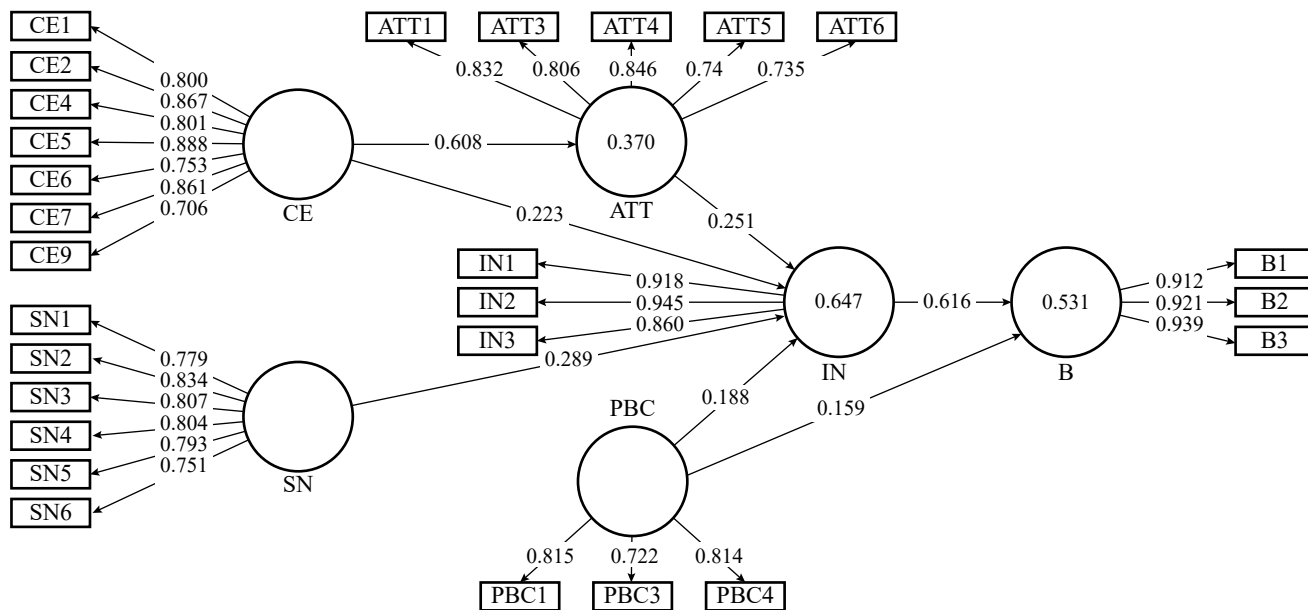 CE1
CE2
CE4
CE5
CE6
CE7
CE9
0.800
0.867
0.801
0.888
0.753
0.861
0.706
CE
0.608
0.223
ATT1
ATT3
ATT4
ATT5
ATT6
0.832
0.806
0.846
0.74
0.735
0.370
ATT
0.251
IN1
IN2
IN3
0.918
0.945
0.860
0.289
0.647
IN
0.616
0.531
B
0.912
0.921
0.939
B1
B2
B3
SN1
SN2
SN3
SN4
SN5
SN6
0.779
0.834
0.807
0.804
0.793
0.751
SN
PBC
0.188
0.159
0.815
0.722
0.814
PBC1
PBC3
PBC4